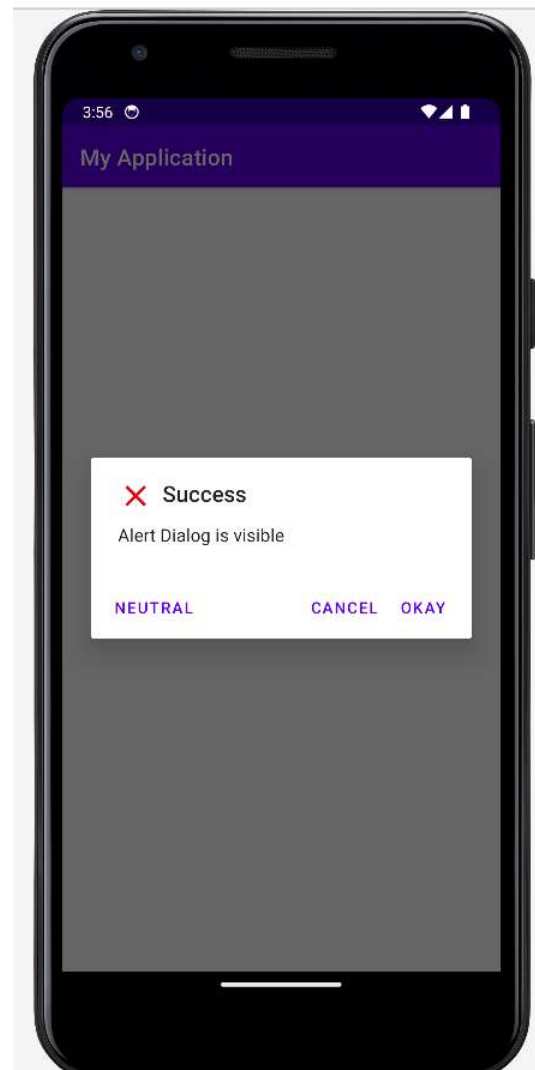 3:56
My Application
Success
Alert Dialog is visible
NEUTRAL CANCEL OKAY